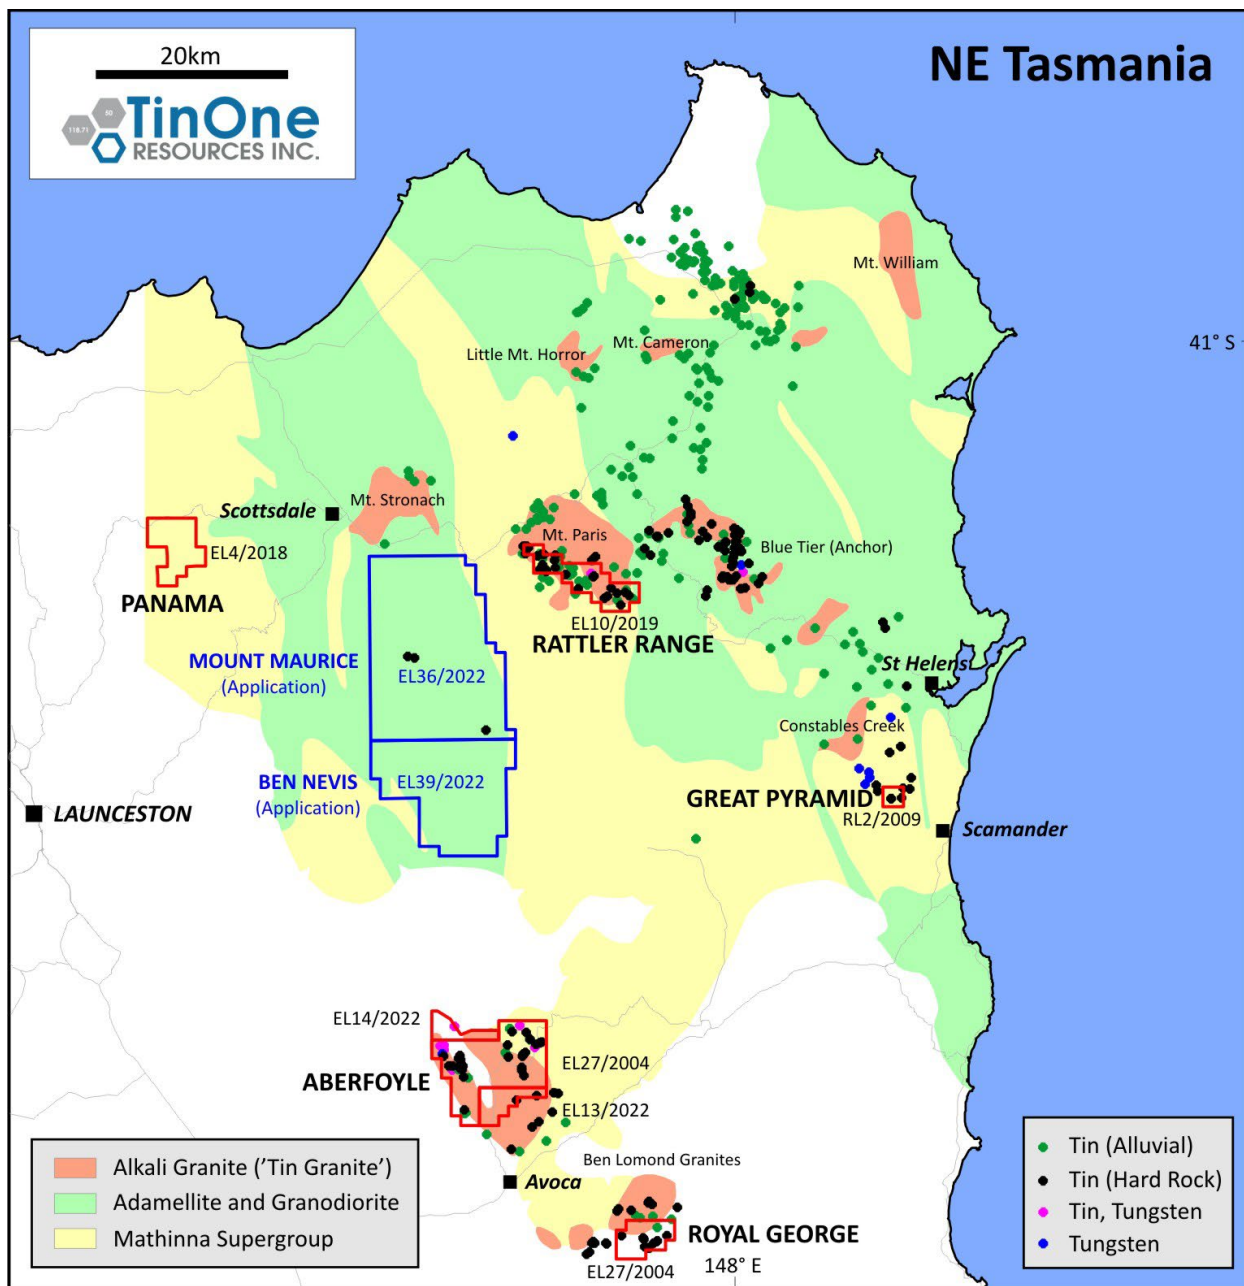 20km
NE Tasmania
50
118.71
TinOne
RESOURCES INC.
Mt. William
41° S
Little Mt. Horror
Mt. Cameron
Mt. Stronach
Scottsdale
Mt. Paris
Blue Tier (Anchor)
EL4/2018
PANAMA
EL10/2019
RATTLER RANGE
MOUNT MAURICE
(Application)
EL36/2022
St Helens
Constables Creek
BEN NEVIS
(Application)
EL39/2022
GREAT PYRAMID
RL2/2009
LAUNCESTON
Scamander
EL14/2022
EL27/2004
ABERFOYLE
EL13/2022
Ben Lomond Granites
Avoca
ROYAL GEORGE
148° E
EL27/2004
Alkali Granite ('Tin Granite')
Adamellite and Granodiorite
Mathinna Supergroup
Tin (Alluvial)
Tin (Hard Rock)
Tin, Tungsten
Tungsten